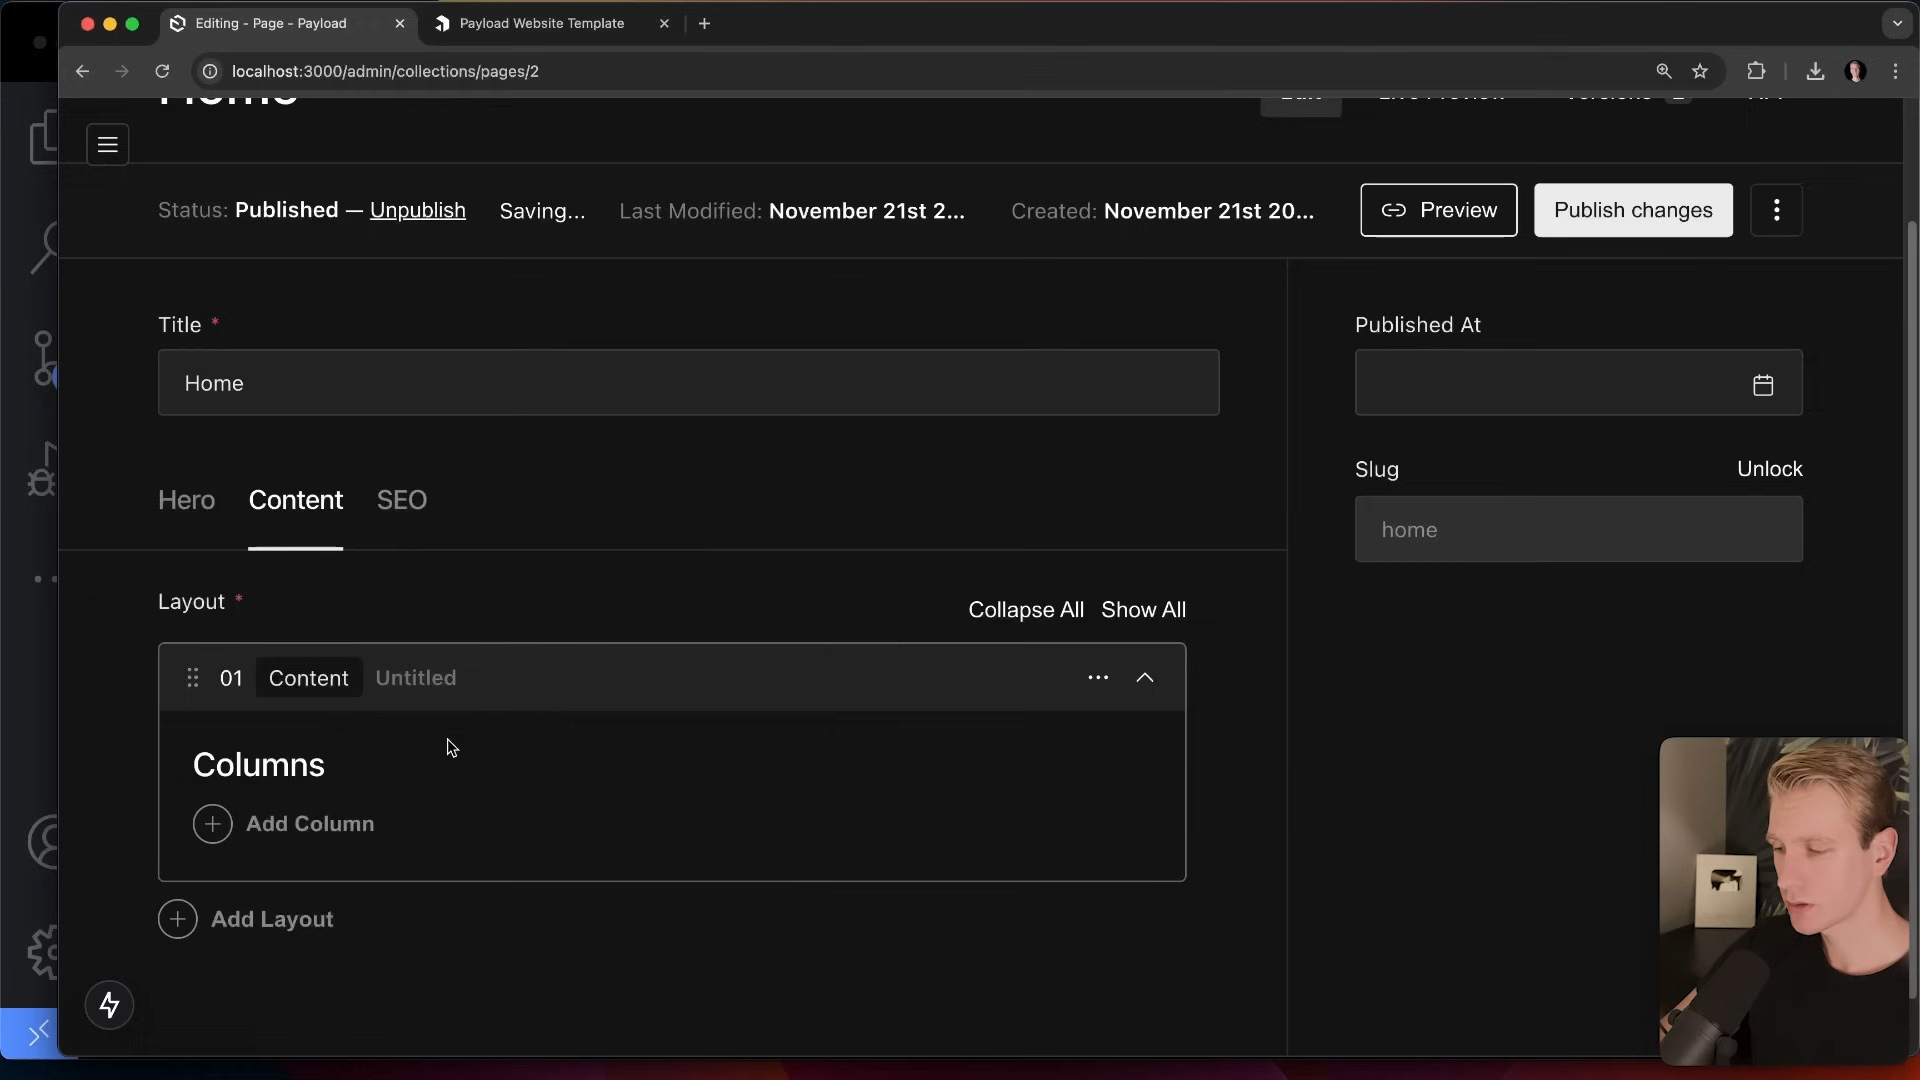 Editing - Page - Payload
Payload Website Template
localhost:3000/admin/collections/pages/2
Status: Published — Unpublish Saving... Last Modified: November 21st 2... Created: November 21st 20... Preview Publish changes
Title *
Home
Published At
Slug Unlock
home
Hero Content SEO
Layout *
Collapse All Show All
01 Content Untitled
Columns
Add Column
Add Layout